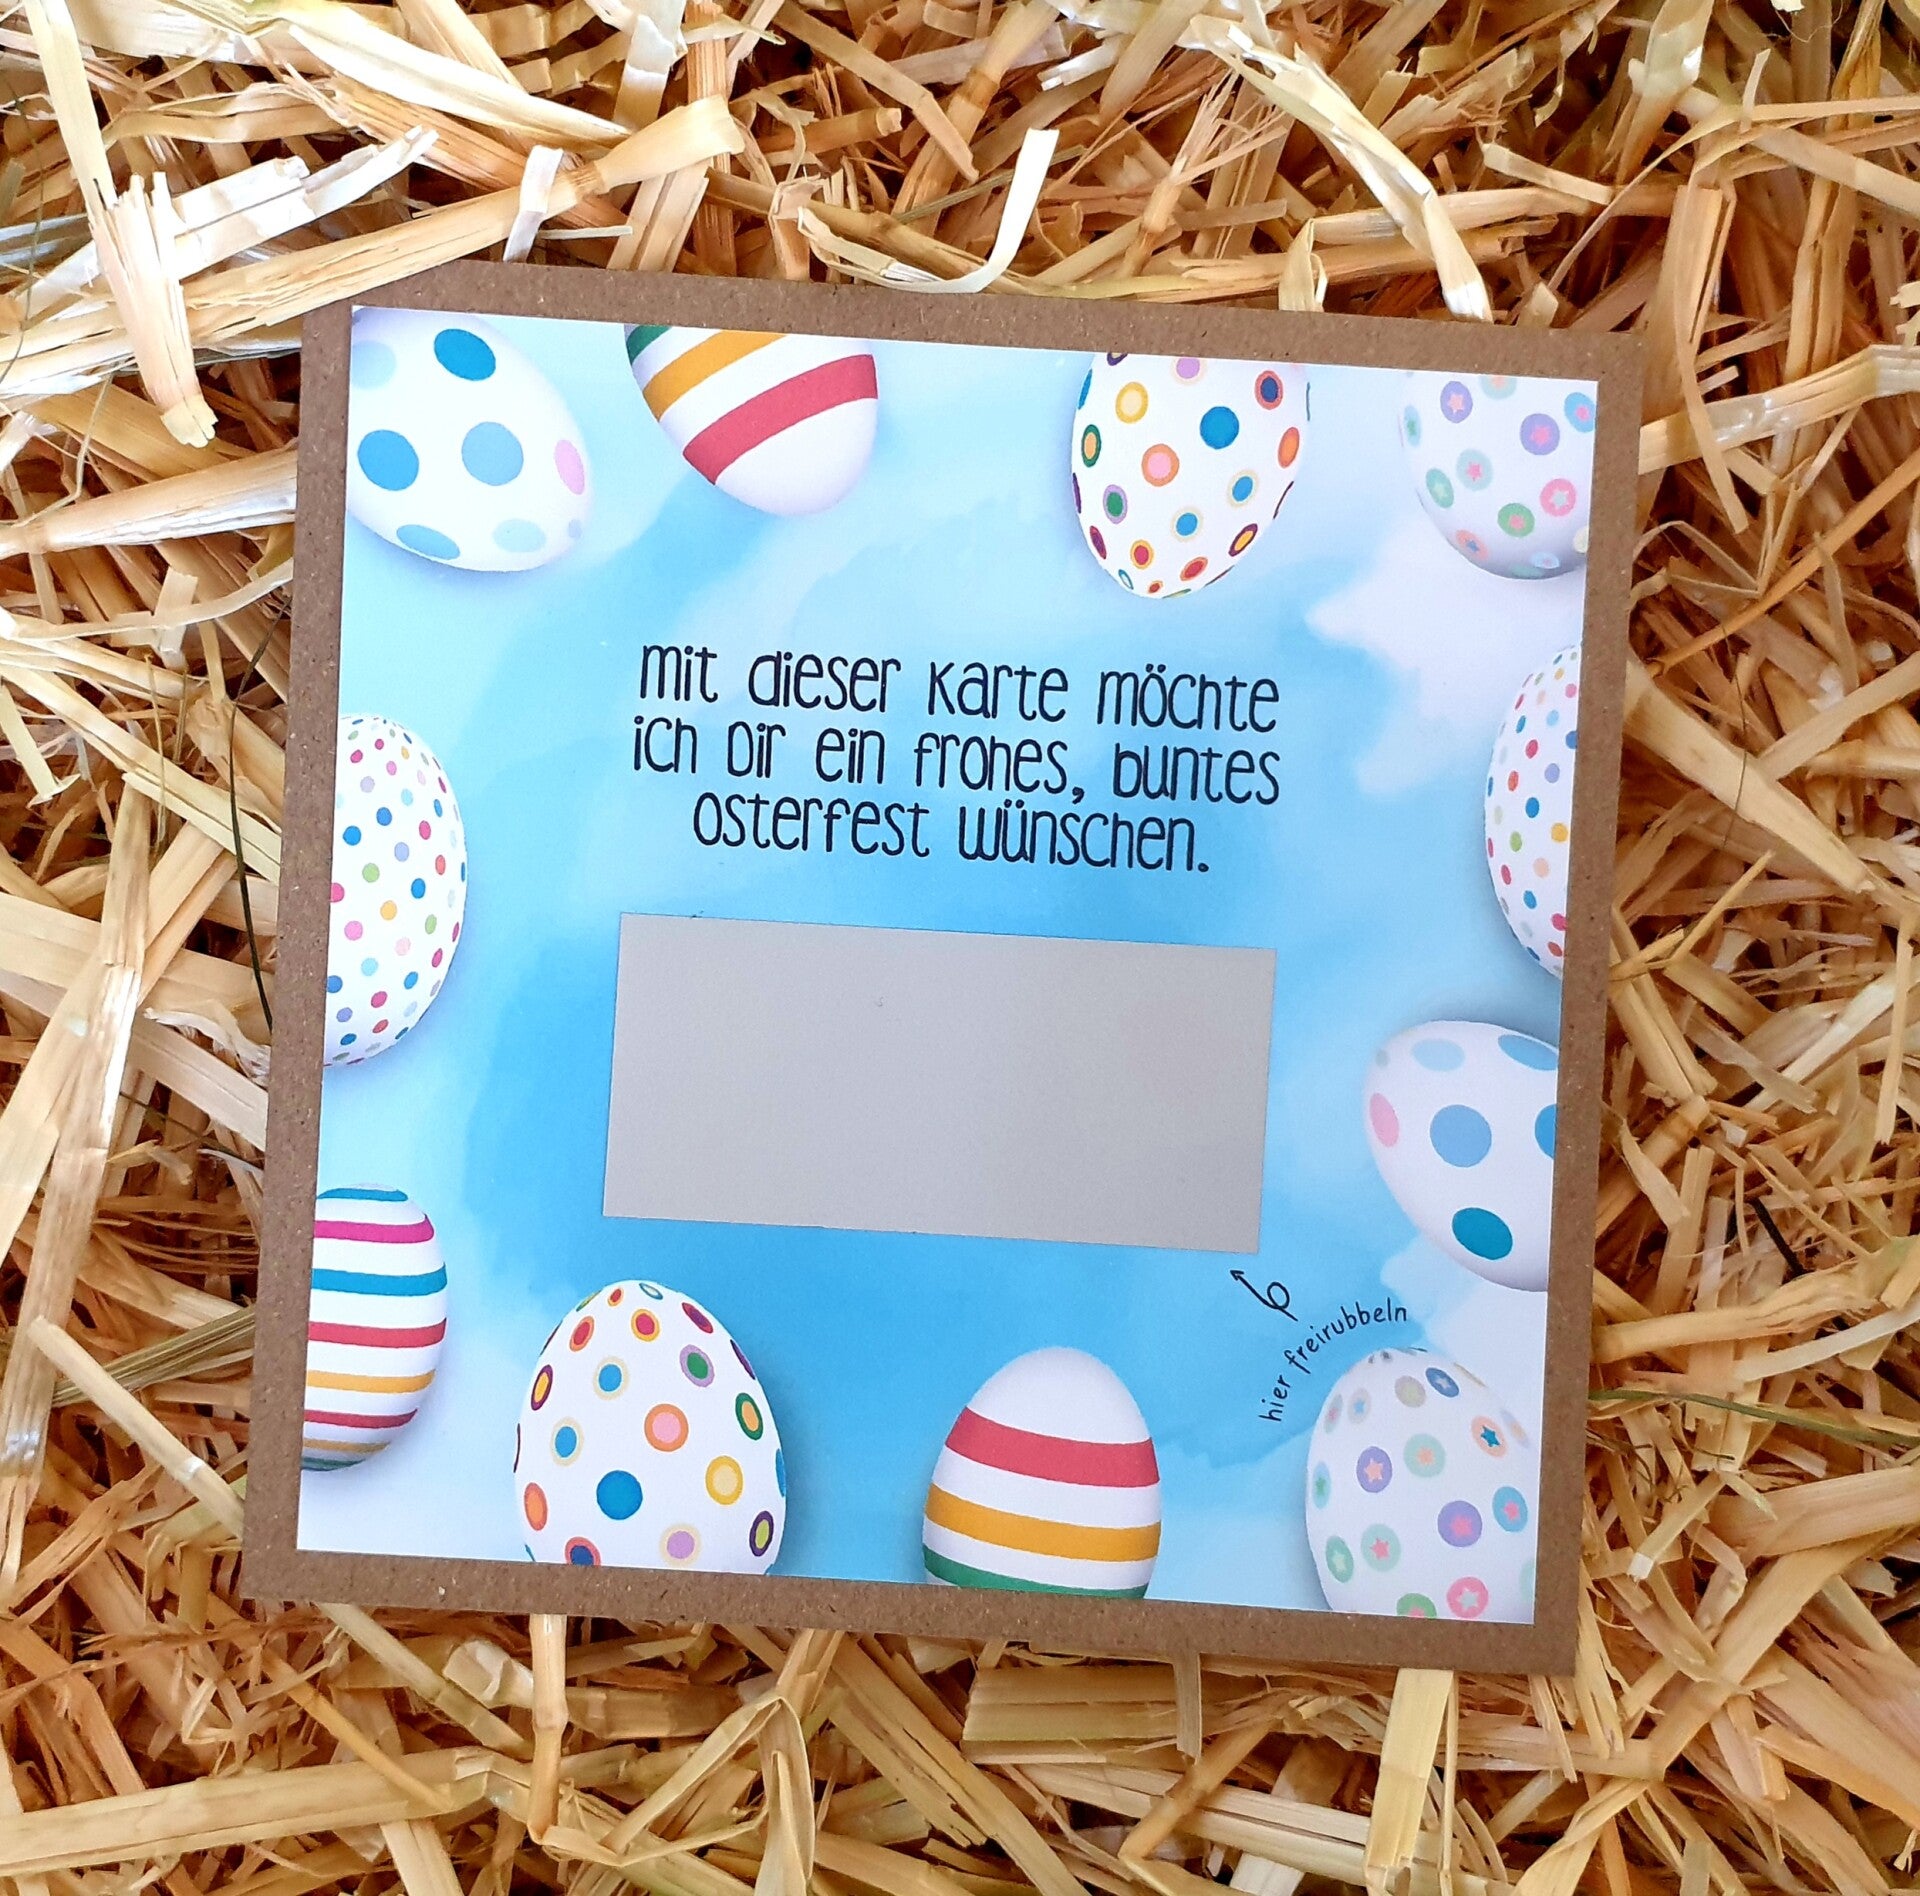 mit dieser Karte möchte
ich Dir ein frohes, buntes
Osterfest wünschen.
hier freirubbeln